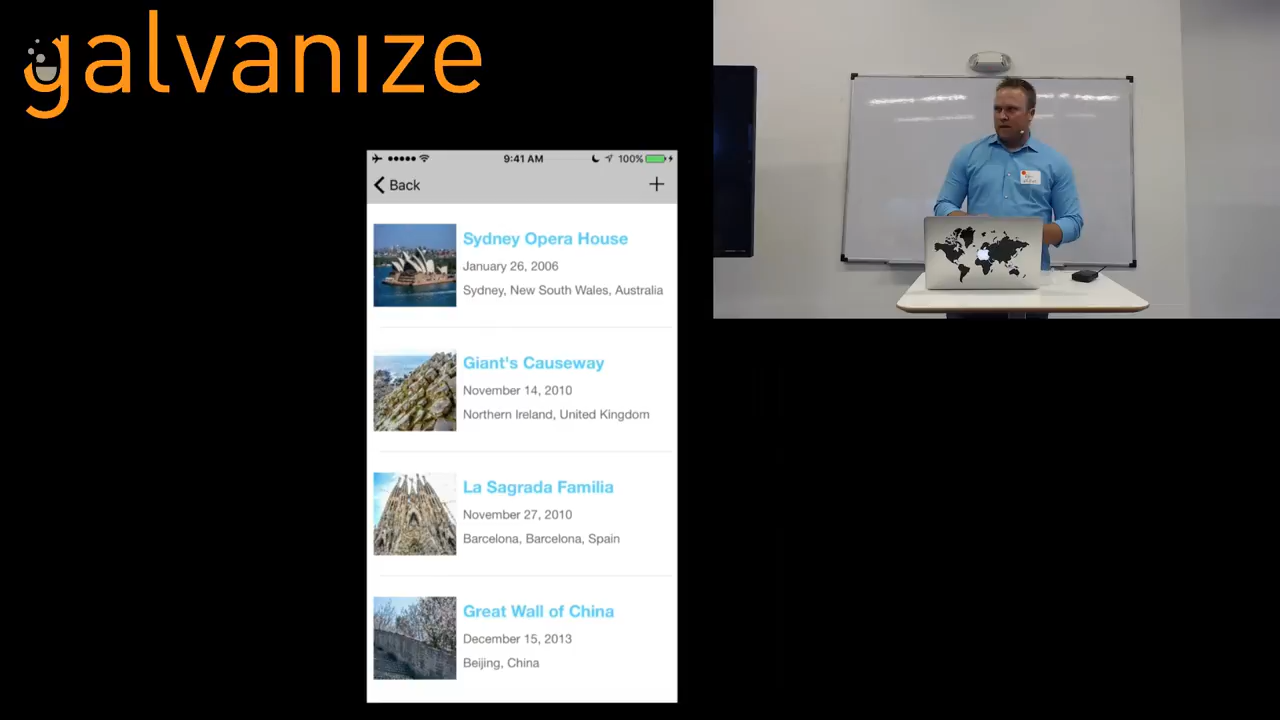 galvanize
9:41 AM
100%
Back
Sydney Opera House
January 26, 2006
Sydney, New South Wales, Australia
Giant's Causeway
November 14, 2010
Northern Ireland, United Kingdom
La Sagrada Familia
November 27, 2010
Barcelona, Barcelona, Spain
Great Wall of China
December 15, 2013
Beijing, China